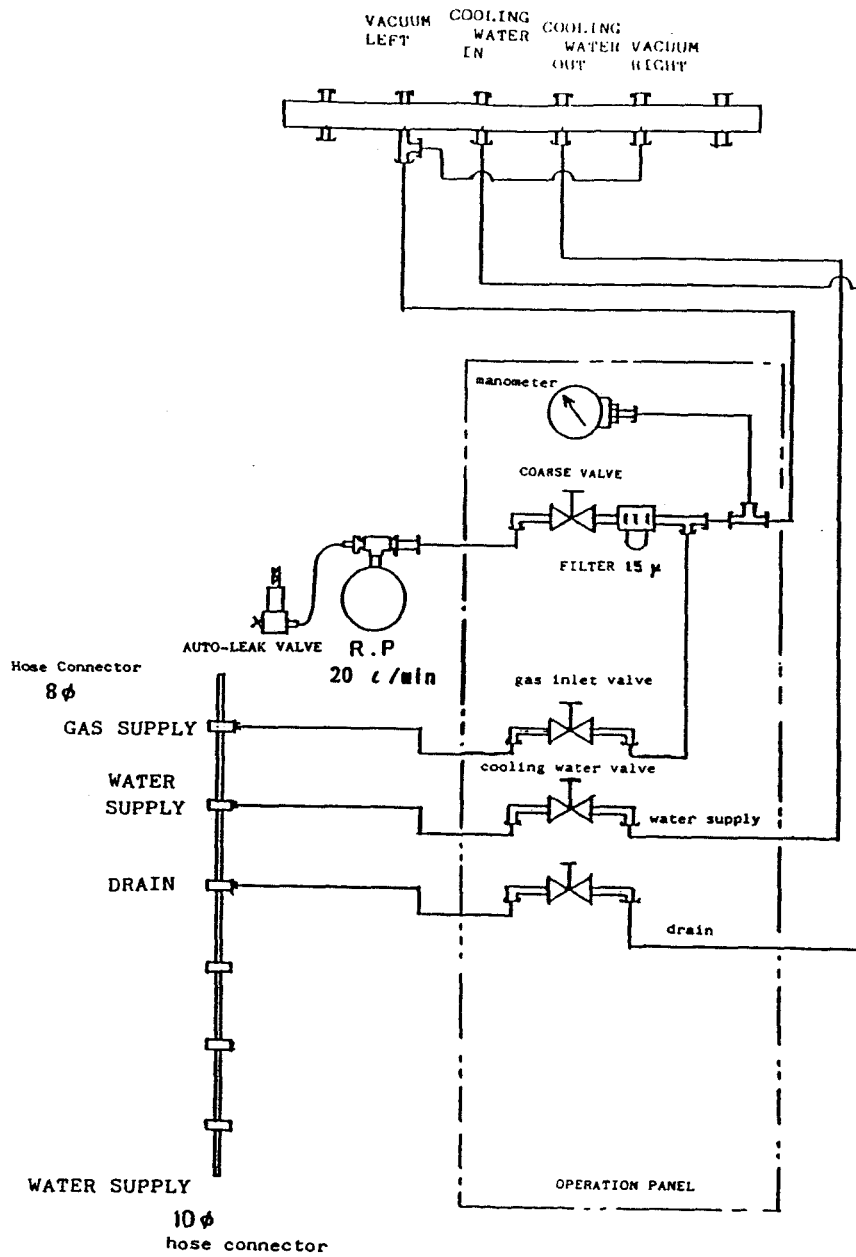 VACUUM
LEFT
COOLING
WATER
IN
COOLING
WATER
OUT
VACUUM
RIGHT
manometer
COARSE VALVE
FILTER 15 μ
AUTO-LEAK VALVE
R.P
20 ℓ/min
Hose Connector
8φ
gas inlet valve
GAS SUPPLY
cooling water valve
WATER
SUPPLY
water supply
DRAIN
drain
OPERATION PANEL
WATER SUPPLY
10φ
hose connector